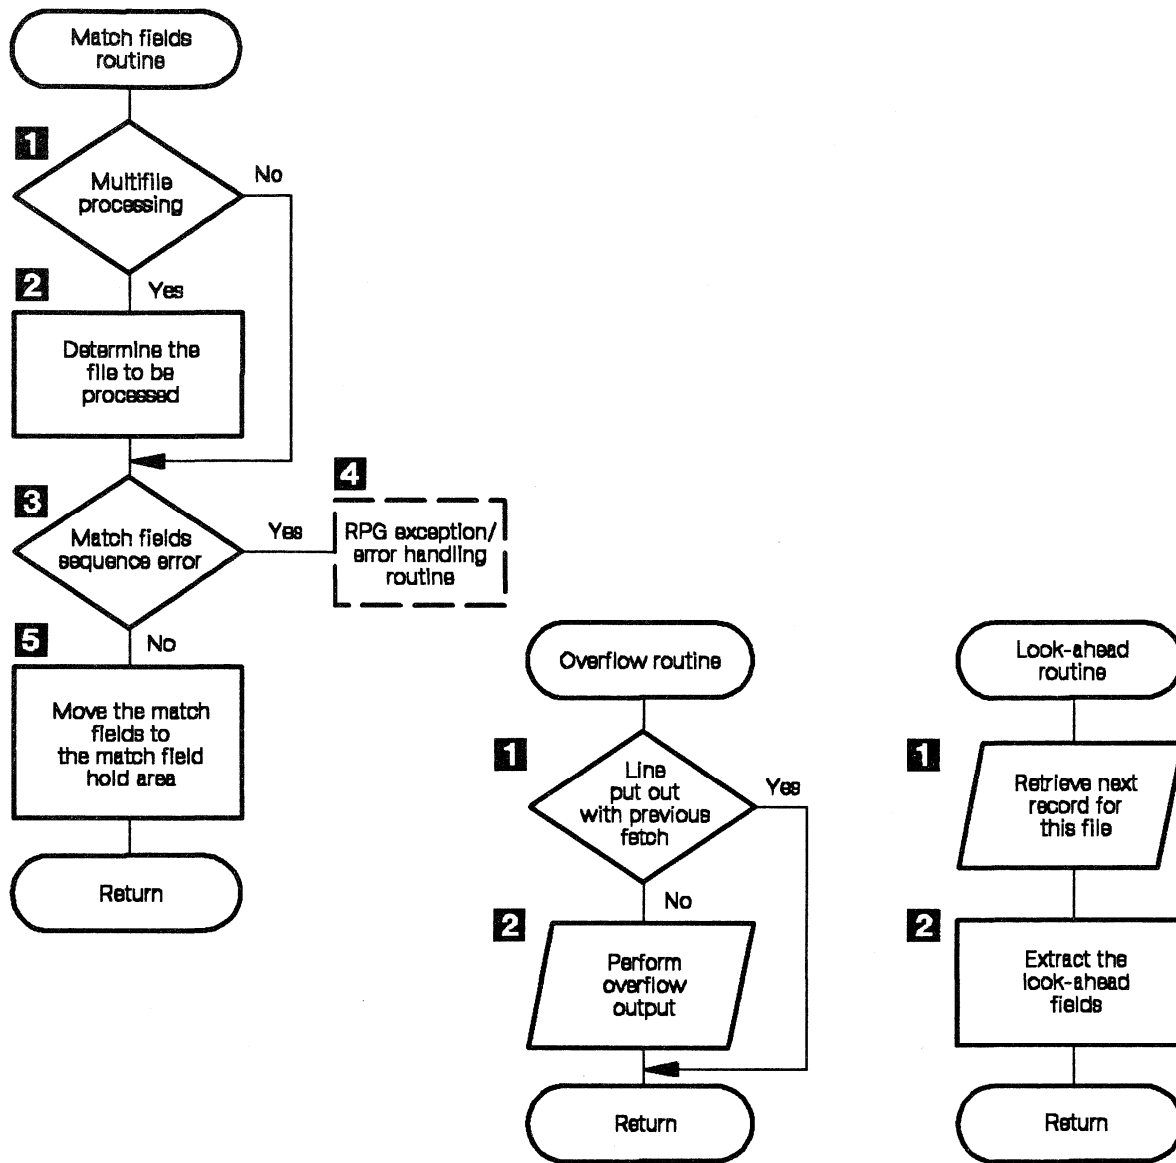 Match fields
routine
1
Multifile
processing
No
Yes
2
Determine the
file to be
processed
3
Match fields
sequence error
Yes
4
RPG exception/
error handling
routine
No
5
Move the match
fields to
the match field
hold area
Return
Overflow routine
1
Line
put out
with previous
fetch
Yes
No
2
Perform
overflow
output
Return
Look-ahead
routine
1
Retrieve next
record for
this file
2
Extract the
look-ahead
fields
Return